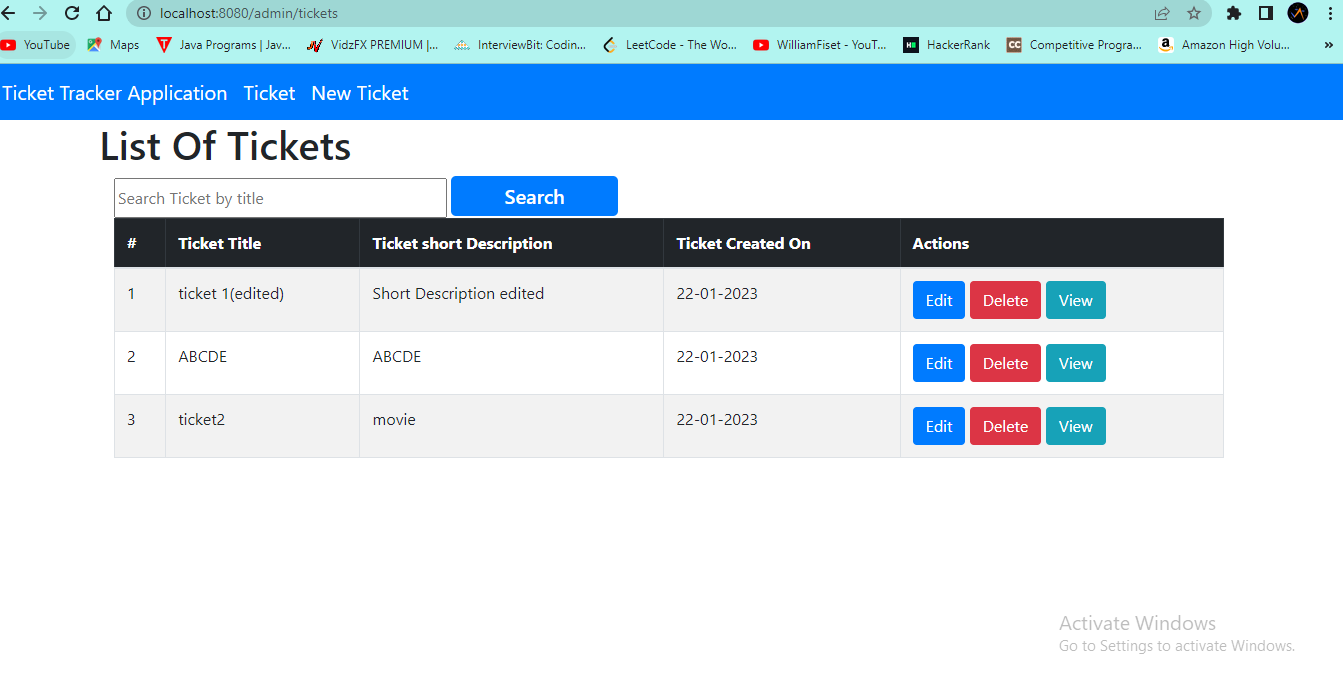 localhost:8080/admin/tickets
YouTube Maps Java Programs | Jav... VidzFX PREMIUM |... InterviewBit: Codin... LeetCode - The Wo... WilliamFiset - YouT... HackerRank Competitive Progra... Amazon High Volu... »
Ticket Tracker Application Ticket New Ticket
List Of Tickets
Search Ticket by title Search
# Ticket Title Ticket short Description Ticket Created On Actions
1 ticket 1(edited) Short Description edited 22-01-2023 Edit Delete View
2 ABCDE ABCDE 22-01-2023 Edit Delete View
3 ticket2 movie 22-01-2023 Edit Delete View
Activate Windows
Go to Settings to activate Windows.